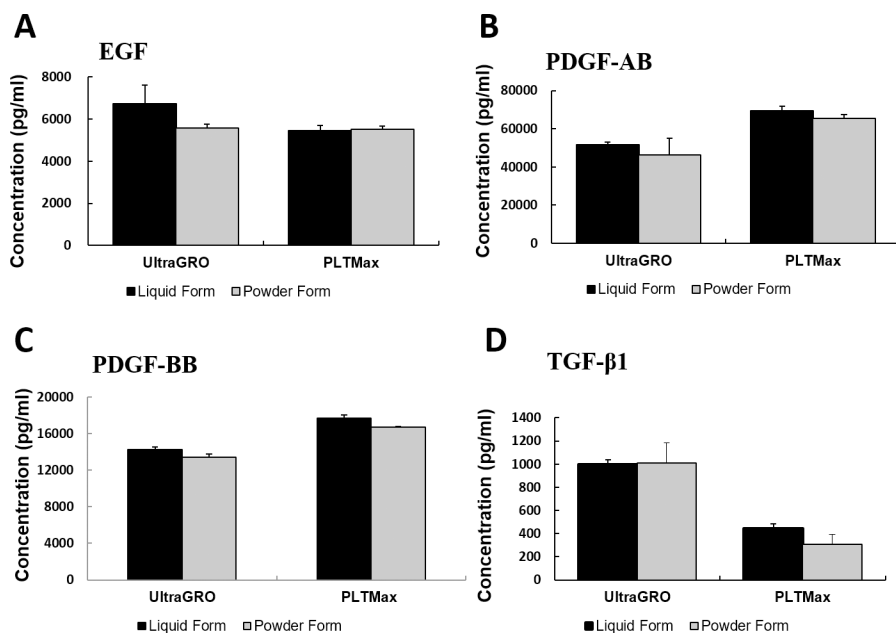 A
EGF
Concentration (pg/ml)
8000
6000
4000
2000
0
UltraGRO
PLTMax
Liquid Form
Powder Form
B
PDGF-AB
Concentration (pg/ml)
80000
60000
40000
20000
0
UltraGRO
PLTMax
Liquid Form
Powder Form
C
PDGF-BB
Concentration (pg/ml)
20000
16000
12000
8000
4000
0
UltraGRO
PLTMax
Liquid Form
Powder Form
D
TGF-β1
Concentration (pg/ml)
1400
1200
1000
800
600
400
200
0
UltraGRO
PLTMax
Liquid Form
Powder Form